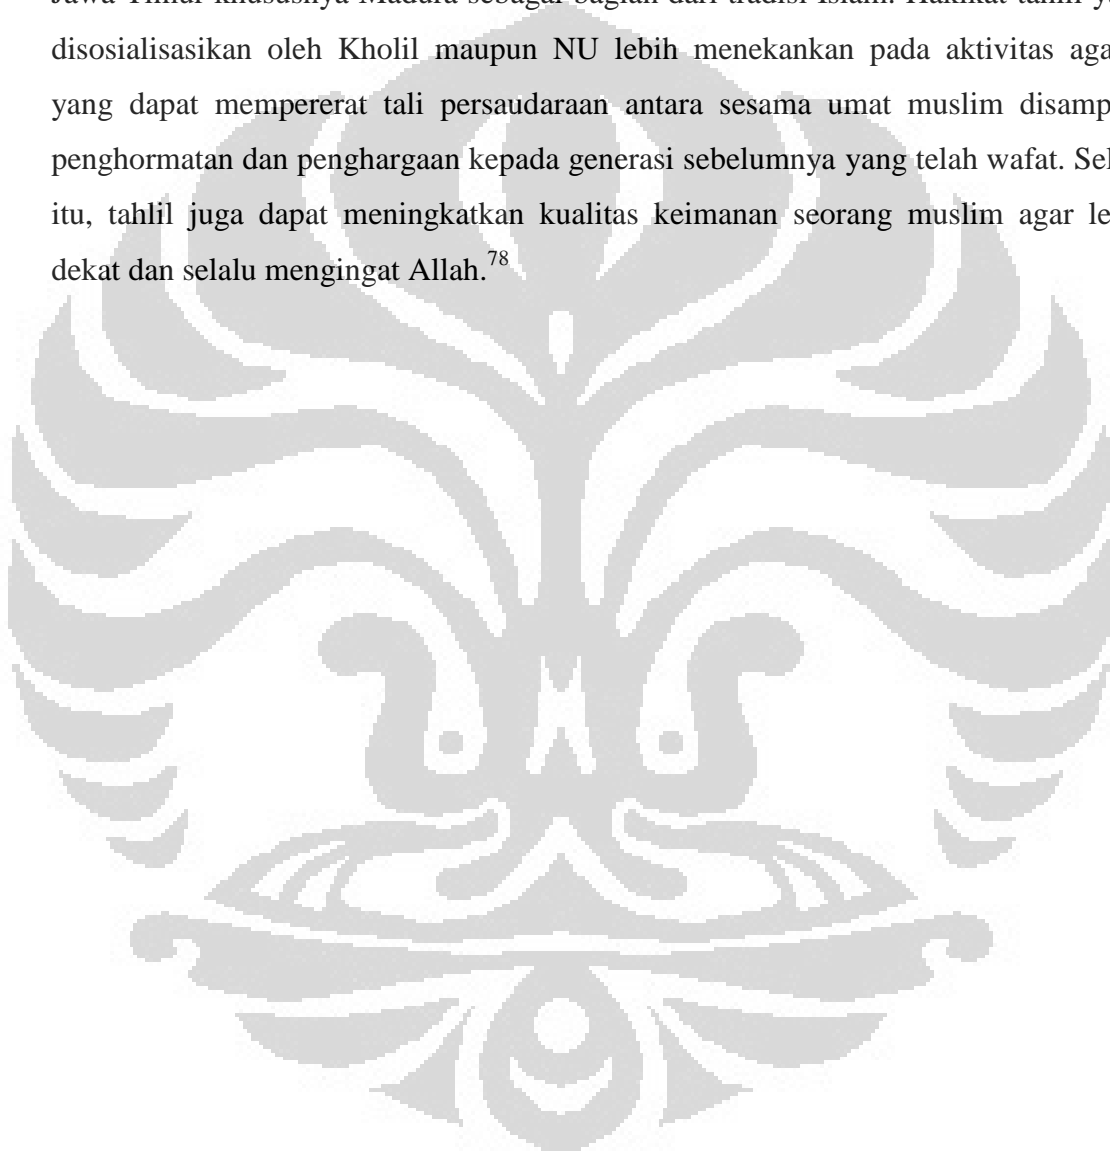 Jawa Timur khususnya Madura sebagai bagian dari tradisi Islam. Hakikat tahlil ya
disosialisasikan oleh Kholil maupun NU lebih menekankan pada aktivitas aga
yang dapat mempererat tali persaudaraan antara sesama umat muslim disamp
penghormatan dan penghargaan kepada generasi sebelumnya yang telah wafat. Sel
itu, tahlil juga dapat meningkatkan kualitas keimanan seorang muslim agar le
dekat dan selalu mengingat Allah.78